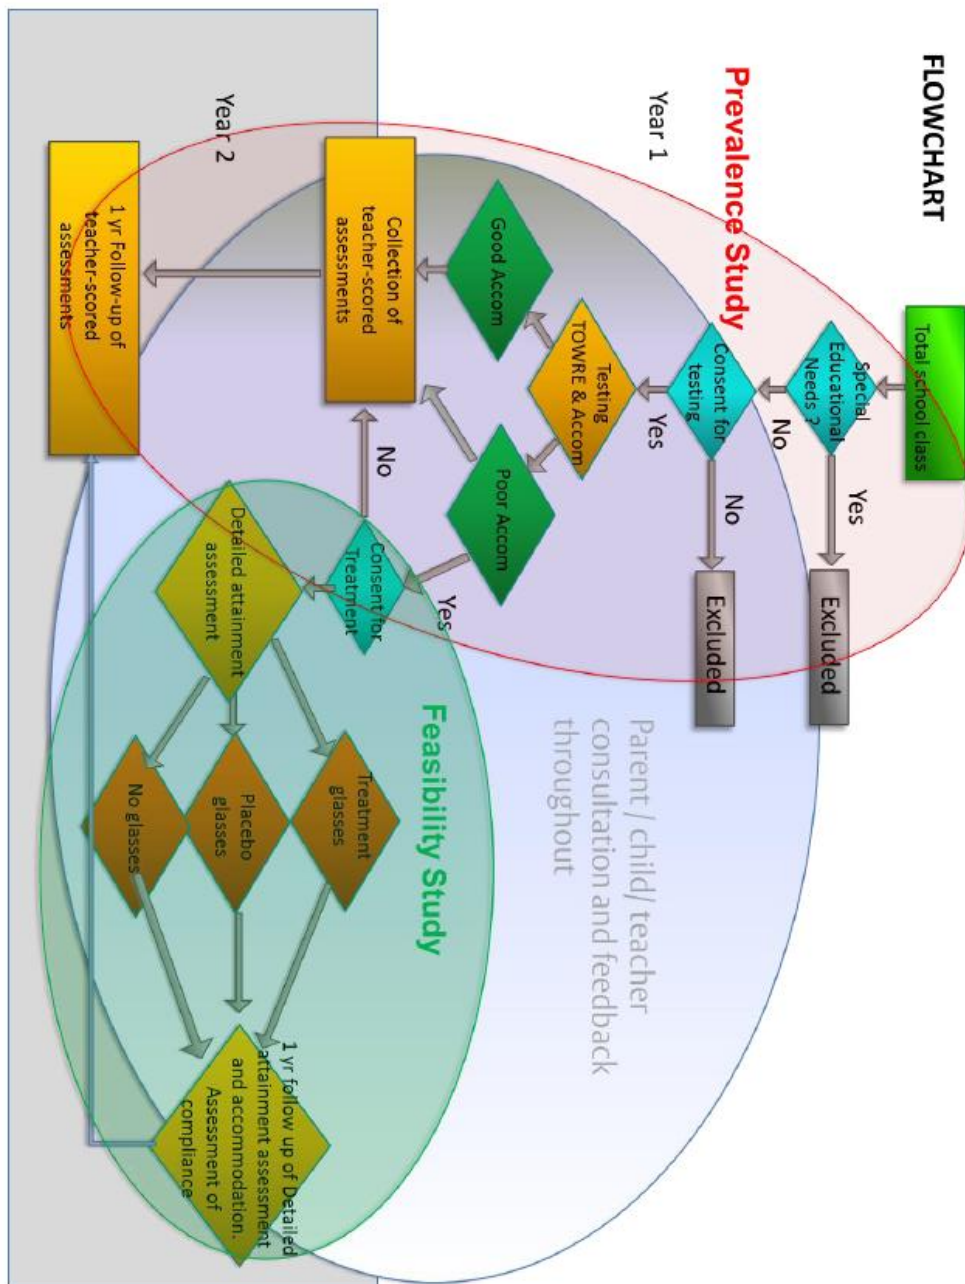 FLOWCHART
Prevalence Study
Year 1
Total school class
Special
Educational
Needs ?
Yes
Excluded
No
Consent for
testing
No
Excluded
Yes
Testing
TOWRE & Accom
Good Accom
Poor Accom
Yes
Consent for
Treatment
No
Collection of
teacher-scored
assessments
Year 2
1 yr Follow-up of
teacher-scored
assessments
Parent / child/ teacher
consultation and feedback
throughout
Feasibility Study
Detailed attainment
assessment
Treatment
glasses
Placebo
glasses
No glasses
1 yr follow up of Detailed
attainment assessment
and accommodation.
Assessment of
compliance